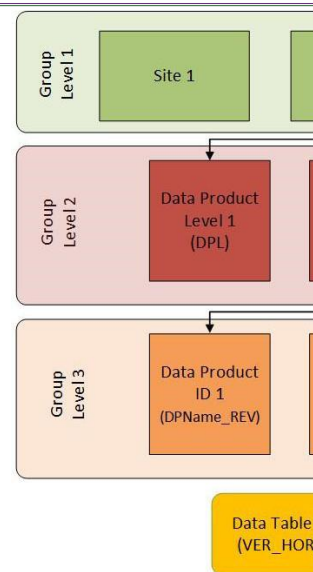 Group
Level 1
Site 1
Group
Level 2
Data Product
Level 1
(DPL)
Group
Level 3
Data Product
ID 1
(DPName_REV)
Data Table
(VER_HOR